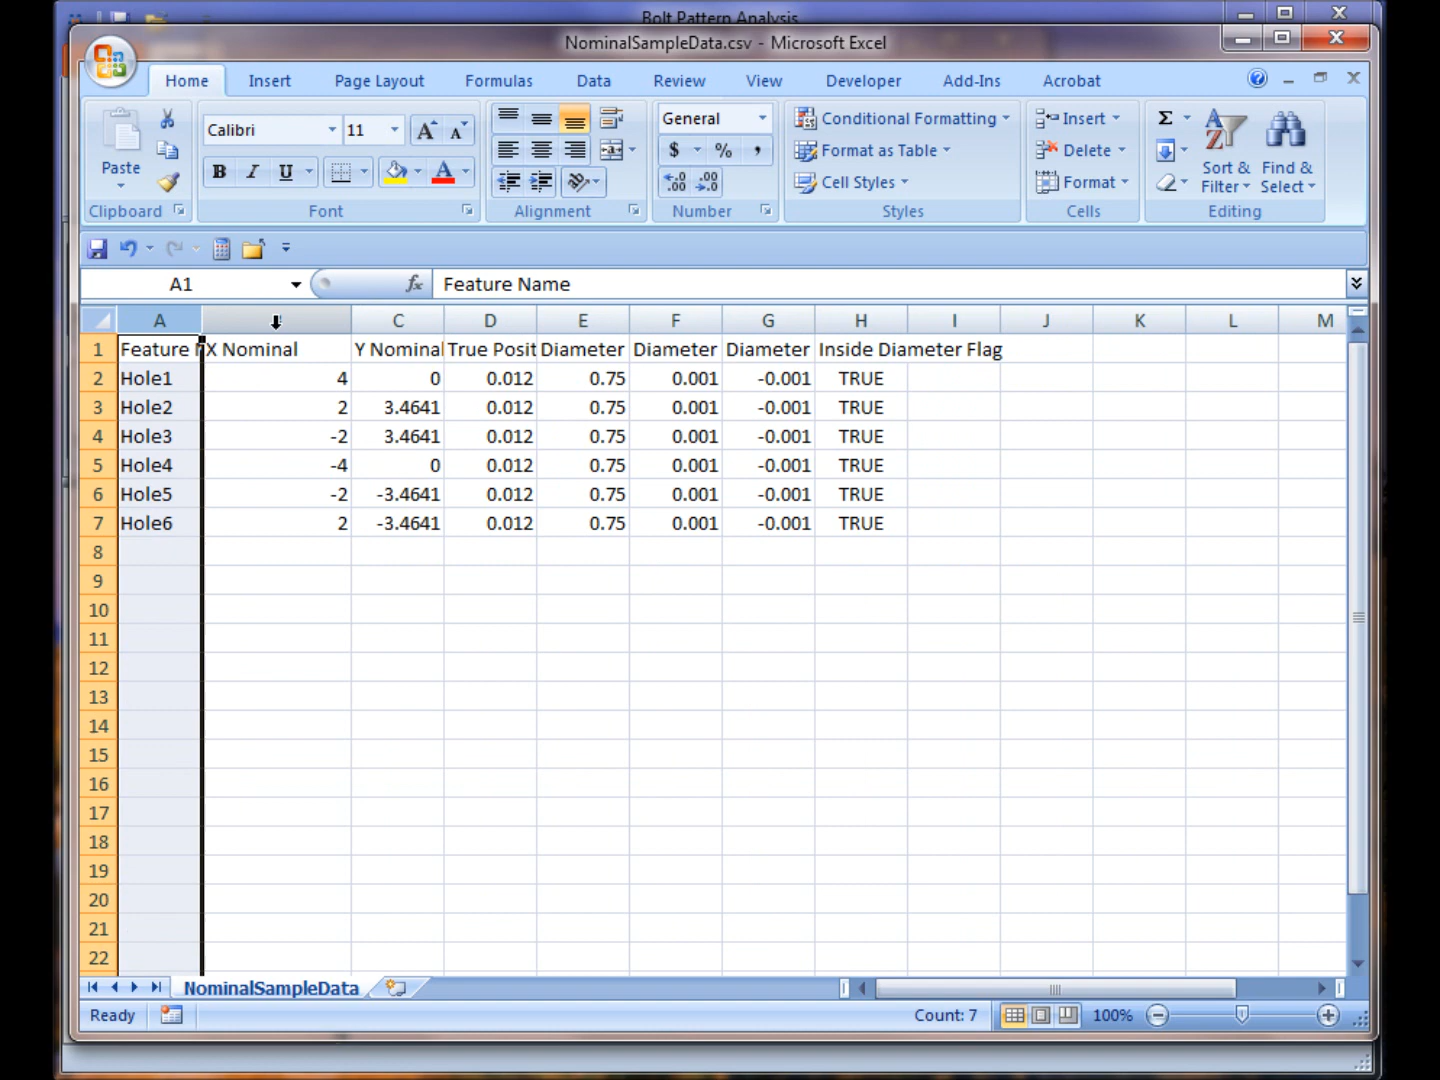 Bolt Pattern Analysis
NominalSampleData.csv - Microsoft Excel
Home Insert Page Layout Formulas Data Review View Developer Add-Ins Acrobat
Paste
Clipboard
Calibri 11 A A
B I U A
Font
Alignment
General
$ % ,
.0 .00 .00 .0
Number
Conditional Formatting
Format as Table
Cell Styles
Styles
Insert
Delete
Format
Cells
Σ
Sort & Filter
Find & Select
Editing
A1 fx Feature Name
A C D E F G H I J K L M
1 Feature X Nominal Y Nominal True Posit Diameter Diameter Diameter Inside Diameter Flag
2 Hole1 4 0 0.012 0.75 0.001 -0.001 TRUE
3 Hole2 2 3.4641 0.012 0.75 0.001 -0.001 TRUE
4 Hole3 -2 3.4641 0.012 0.75 0.001 -0.001 TRUE
5 Hole4 -4 0 0.012 0.75 0.001 -0.001 TRUE
6 Hole5 -2 -3.4641 0.012 0.75 0.001 -0.001 TRUE
7 Hole6 2 -3.4641 0.012 0.75 0.001 -0.001 TRUE
8
9
10
11
12
13
14
15
16
17
18
19
20
21
22
NominalSampleData
Ready Count: 7 100%